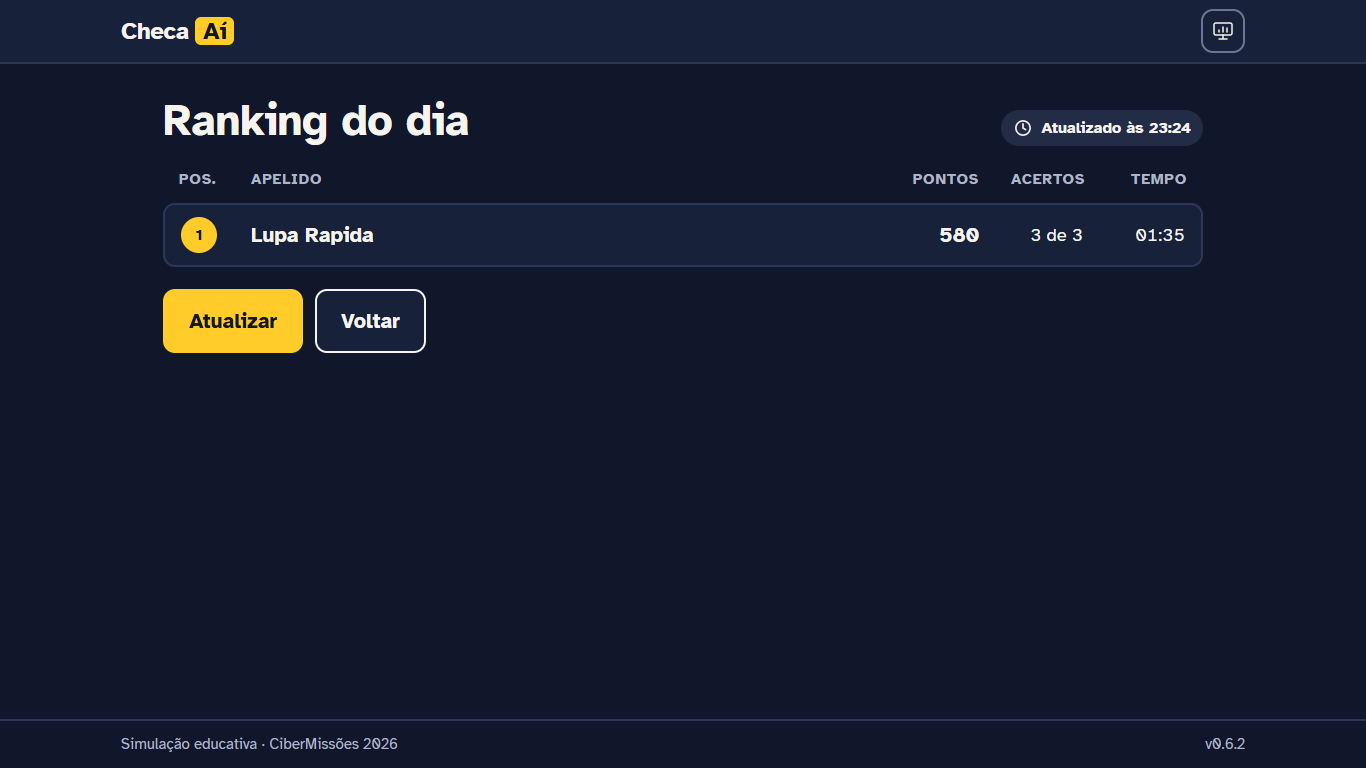 Checa Aí
Ranking do dia
Atualizado às 23:24
POS. APELIDO PONTOS ACERTOS TEMPO
1 Lupa Rapida 580 3 de 3 01:35
Atualizar Voltar
Simulação educativa · CiberMissões 2026 v0.6.2